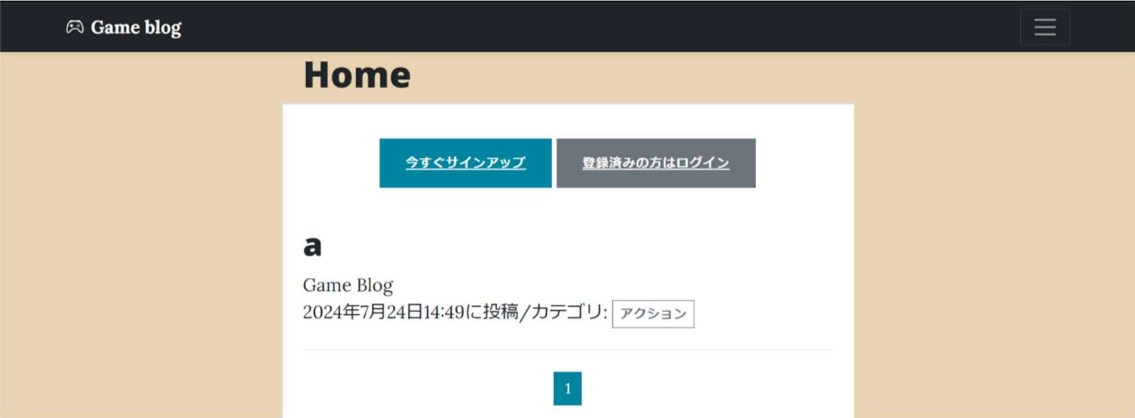 Game blog
Home
今すぐサインアップ
登録済みの方はログイン
a
Game Blog
2024年7月24日14:49に投稿/カテゴリ: アクション
1